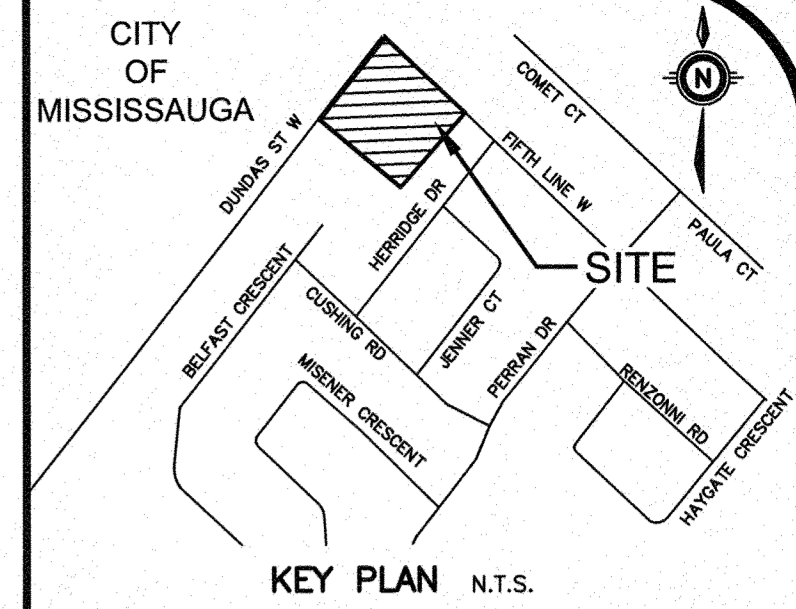 CITY
OF
MISSISSAUGA
N
COMET CT
DUNDAS ST W
FIFTH LINE W
HERRIDGE DR
PAULA CT
SITE
BELFAST CRESCENT
CUSHING RD
JENNER CT
PERRAN DR
MISENER CRESCENT
RENZONNI RD
HAYGATE CRESCENT
KEY PLAN N.T.S.